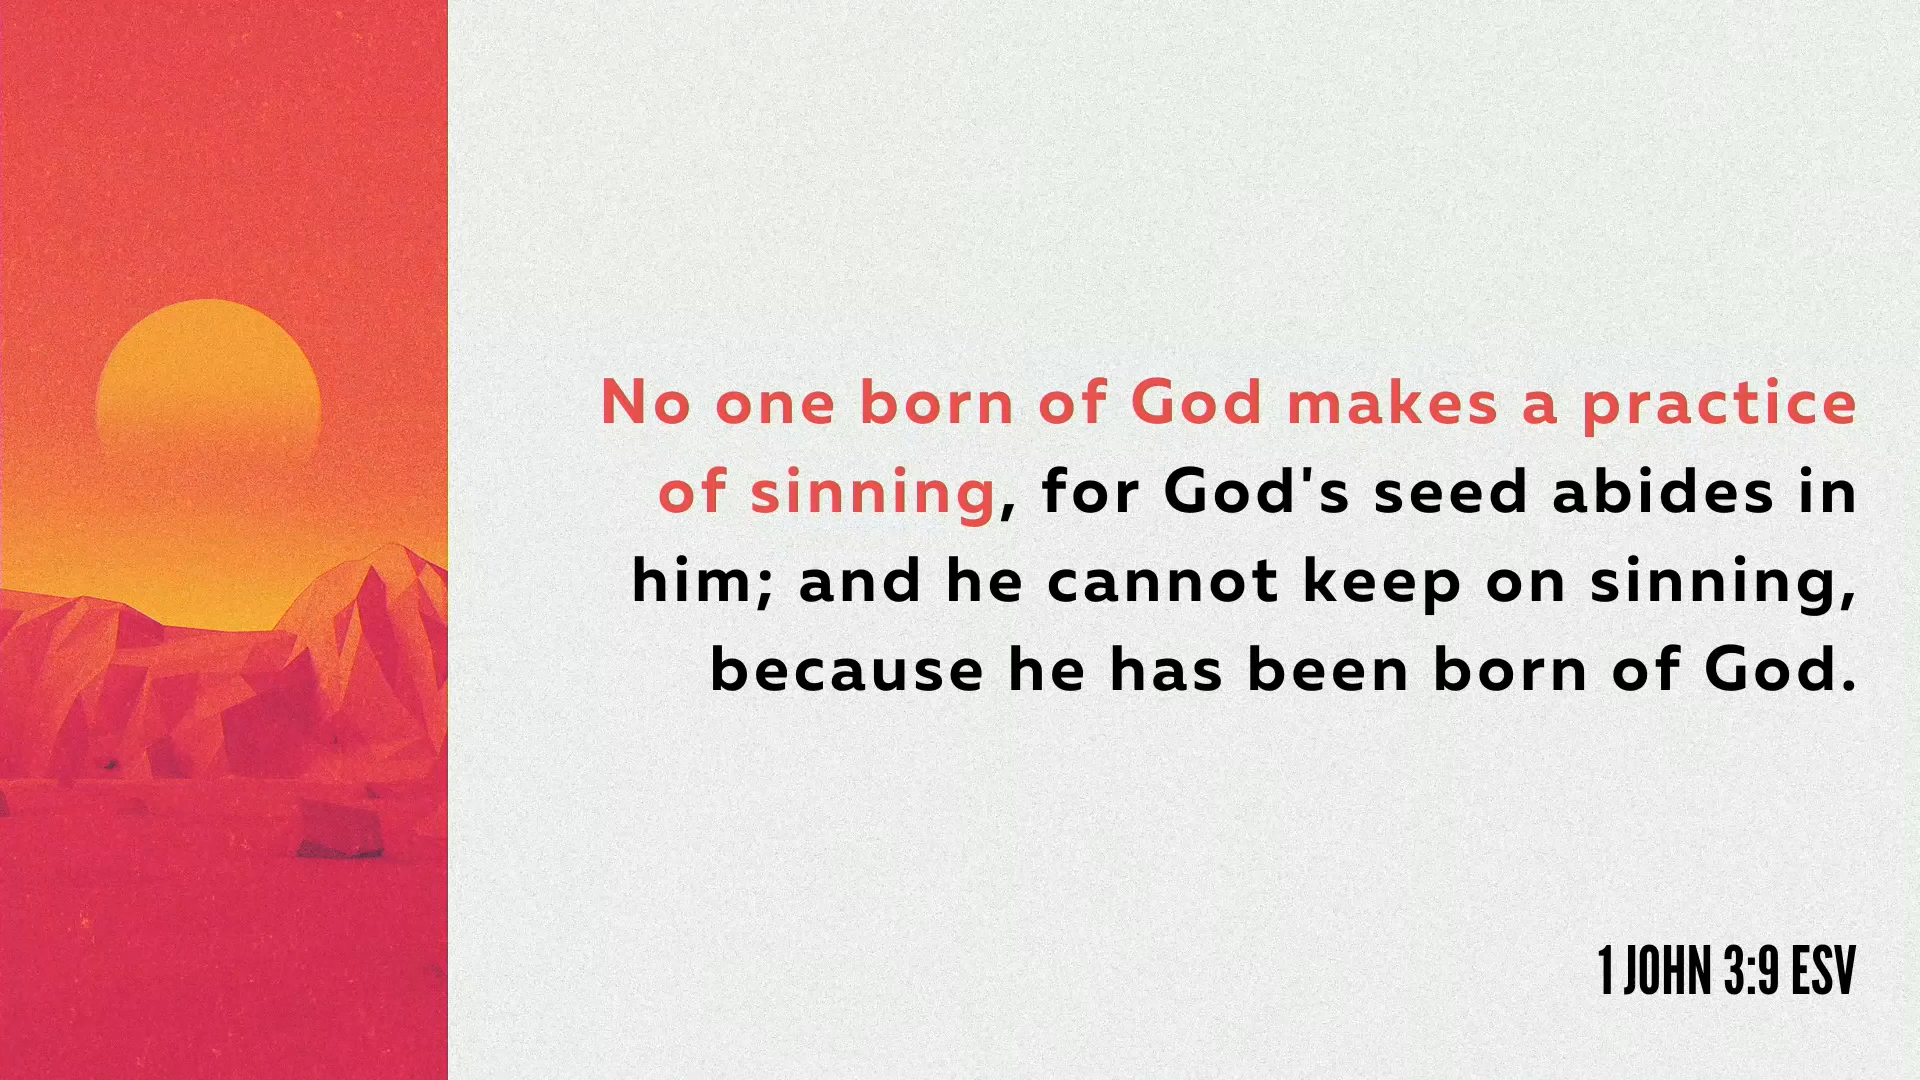 No one born of God makes a practice
of sinning, for God's seed abides in
him; and he cannot keep on sinning,
because he has been born of God.
1 JOHN 3:9 ESV